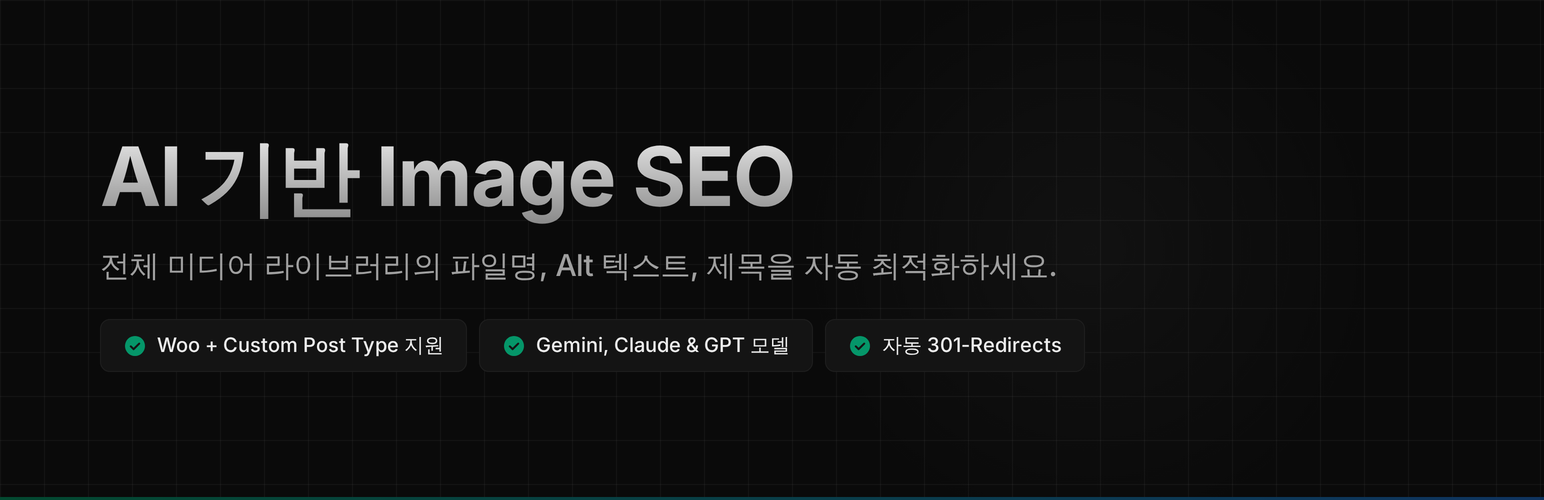 AI 기반 Image SEO
전체 미디어 라이브러리의 파일명, Alt 텍스트, 제목을 자동 최적화하세요.
Woo + Custom Post Type 지원
Gemini, Claude & GPT 모델
자동 301-Redirects